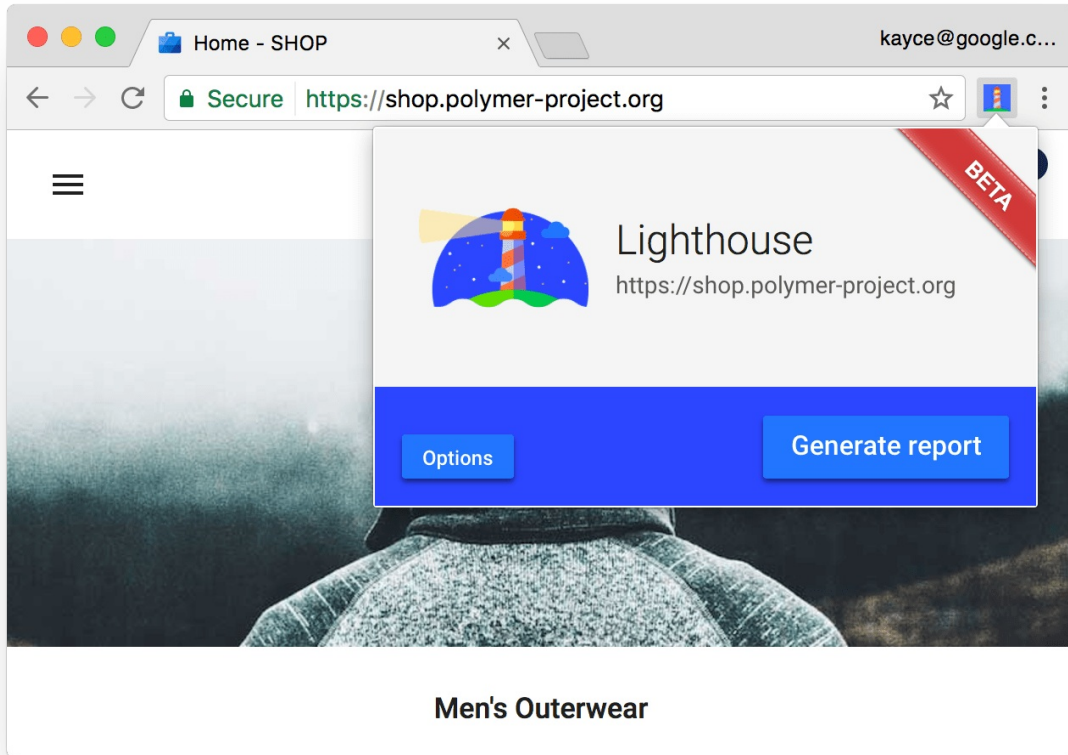 Home - SHOP
kayce@google.c...
Secure https://shop.polymer-project.org
BETA
Lighthouse
https://shop.polymer-project.org
Options
Generate report
Men's Outerwear